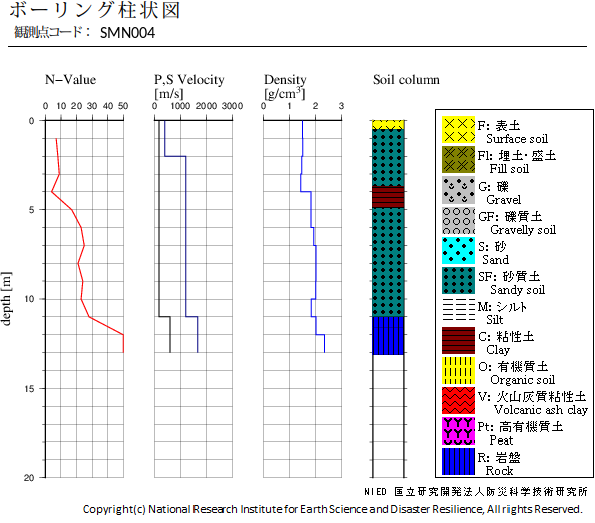 ボーリング柱状図
観測点コード： SMN004
N-Value
0 10 20 30 40 50
P,S Velocity
[m/s]
0 1000 2000 3000
Density
[g/cm³]
0 1 2 3
Soil column
depth [m]
0
5
10
15
20
F: 表土
Surface soil
Fl: 埋土・盛土
Fill soil
G: 礫
Gravel
GF: 礫質土
Gravelly soil
S: 砂
Sand
SF: 砂質土
Sandy soil
M: シルト
Silt
C: 粘性土
Clay
O: 有機質土
Organic soil
V: 火山灰質粘性土
Volcanic ash clay
Pt: 高有機質土
Peat
R: 岩盤
Rock
NIED 国立研究開発法人防災科学技術研究所
Copyright(c) National Research Institute for Earth Science and Disaster Resilience, All rights Reserved.